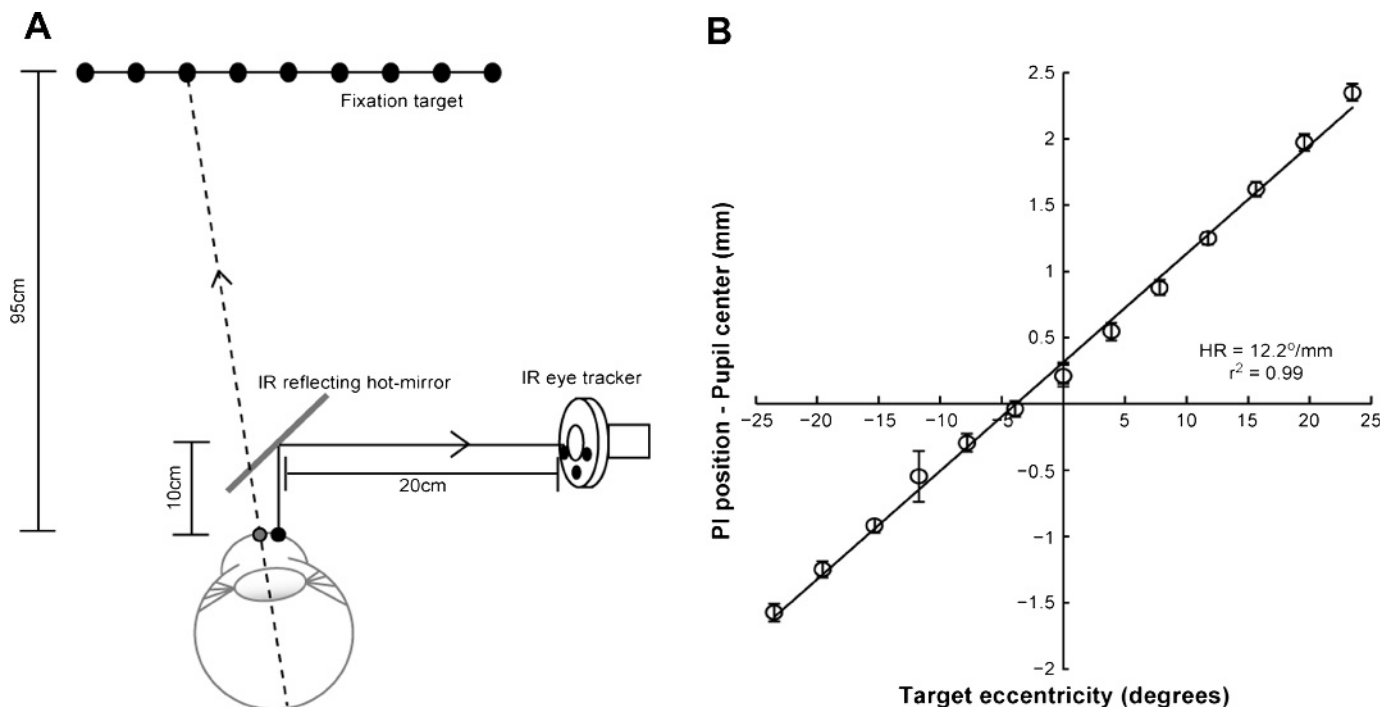 A
Fixation target
95cm
IR reflecting hot-mirror
IR eye tracker
10cm
20cm
B
PI position - Pupil center (mm)
2.5
2
1.5
1
0.5
−0.5
−1
−1.5
−2
−25 −20 −15 −10 −5 0 5 10 15 20 25
HR = 12.2⁰/mm
r² = 0.99
Target eccentricity (degrees)